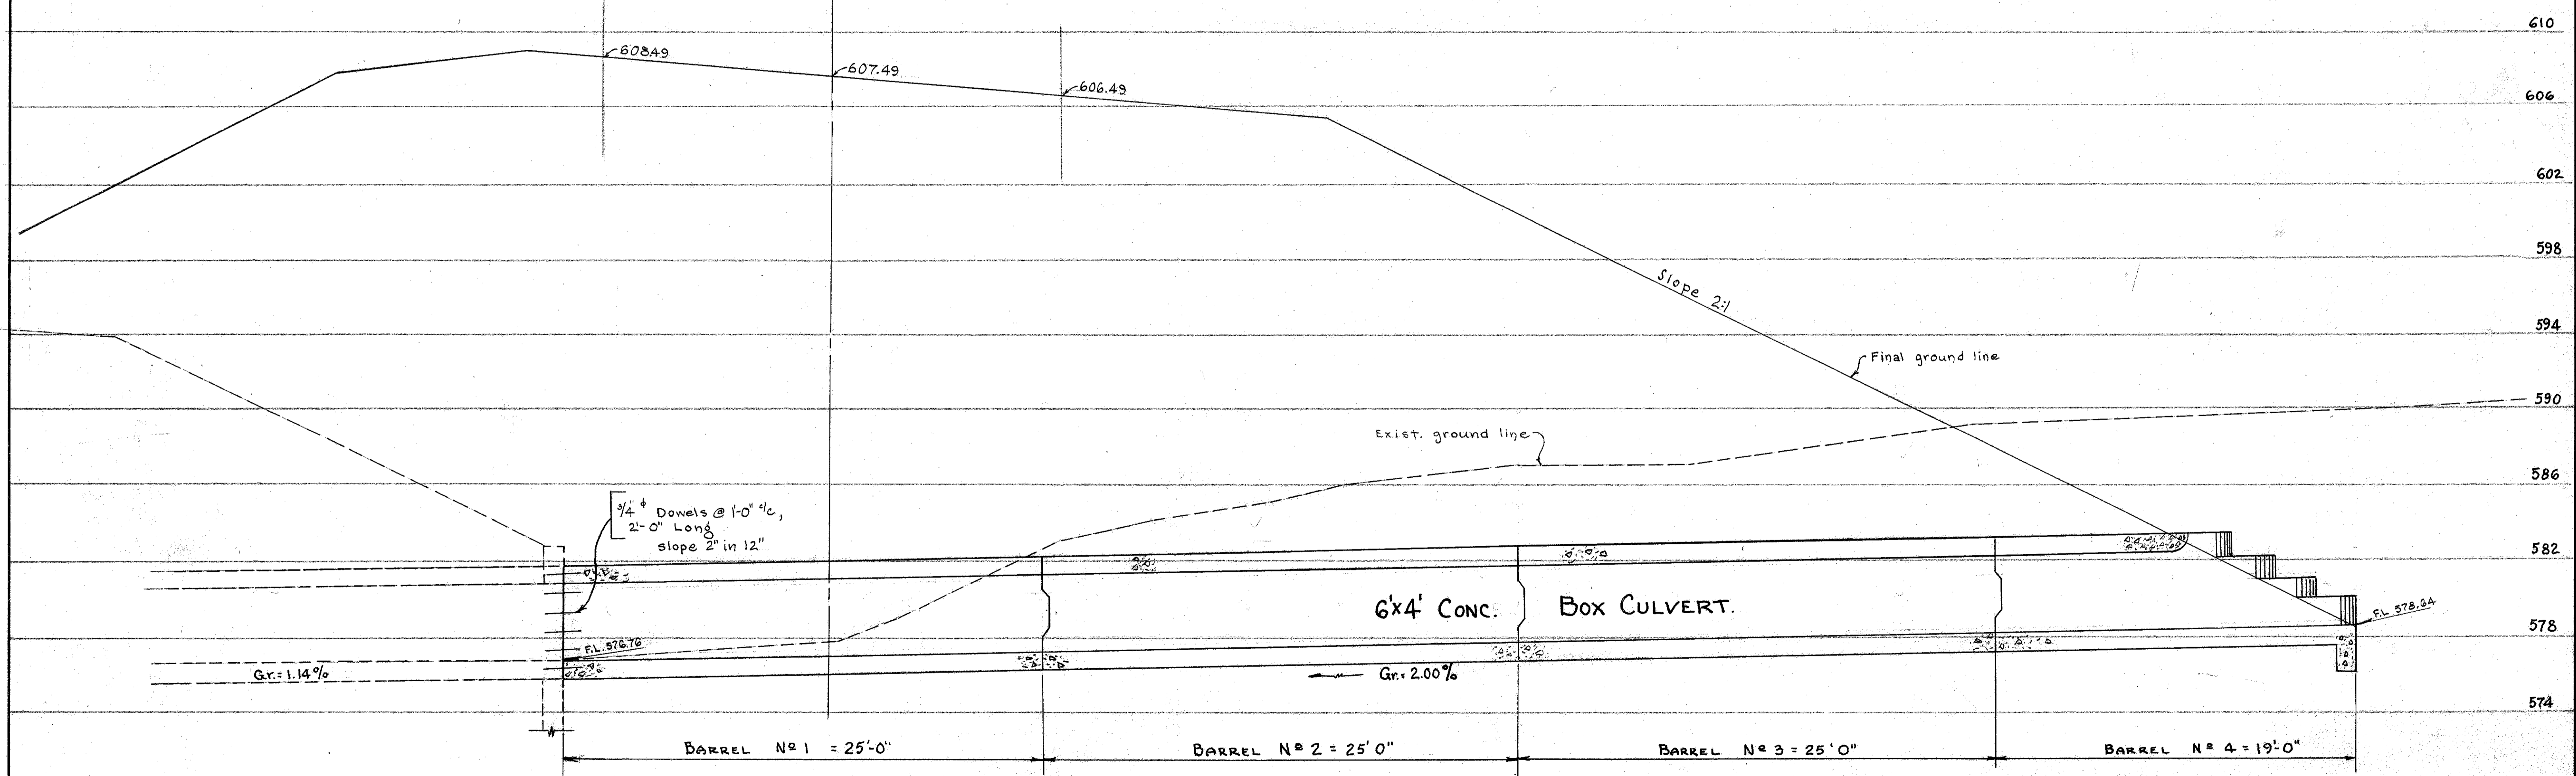 610
608.49
607.49
606.49
606
602
598
Slope 2:1
594
Final ground line
590
Exist. ground line
586
3/4" ϕ Dowels @ 1'-0" c/c,
2'-0" Long
slope 2" in 12"
582
6'x4' CONC. BOX CULVERT.
F.L. 578.64
578
F.L. 576.76
Gr.= 1.14%
Gr.= 2.00%
574
BARREL Nº 1 = 25'-0"
BARREL Nº 2 = 25'0"
BARREL Nº 3 = 25'0"
BARREL Nº 4 = 19'-0"